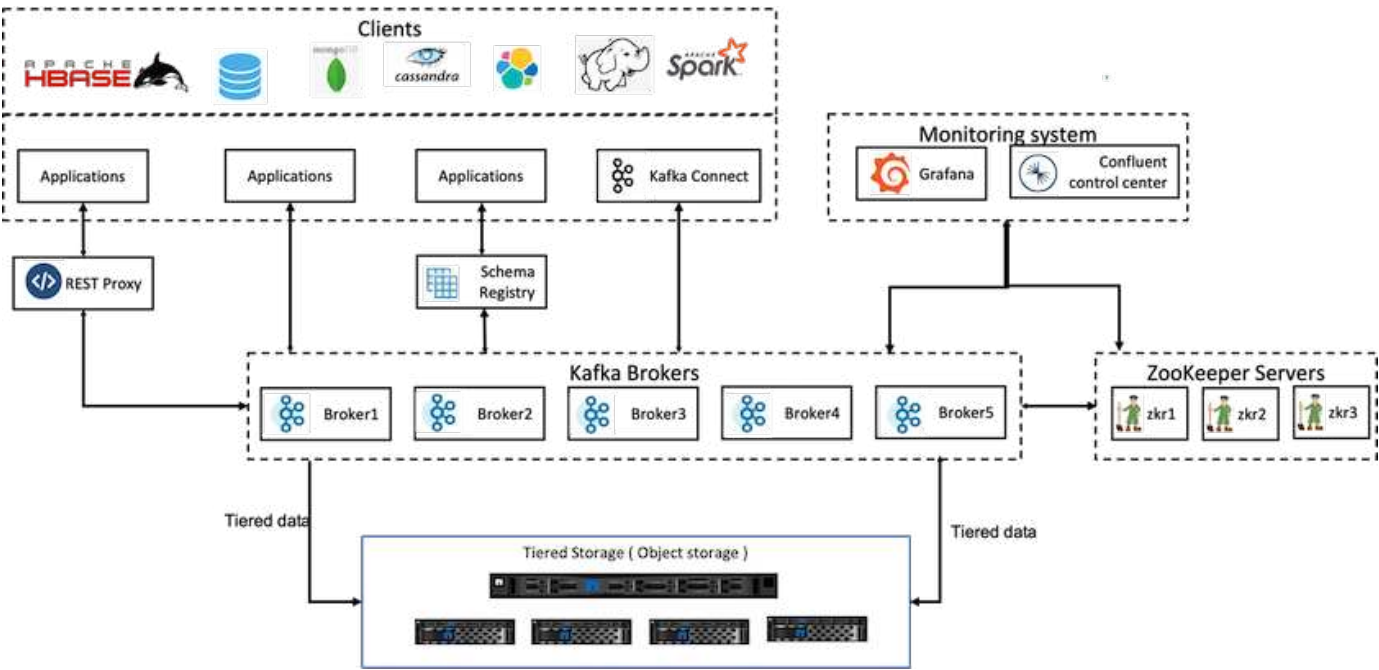 Clients
APACHE
HBASE
mongoDB
cassandra
APACHE
Spark
Monitoring system
Applications
Applications
Applications
Kafka Connect
Grafana
Confluent
control center
REST Proxy
Schema
Registry
Kafka Brokers
ZooKeeper Servers
Broker1
Broker2
Broker3
Broker4
Broker5
zkr1
zkr2
zkr3
Tiered data
Tiered data
Tiered Storage ( Object storage )